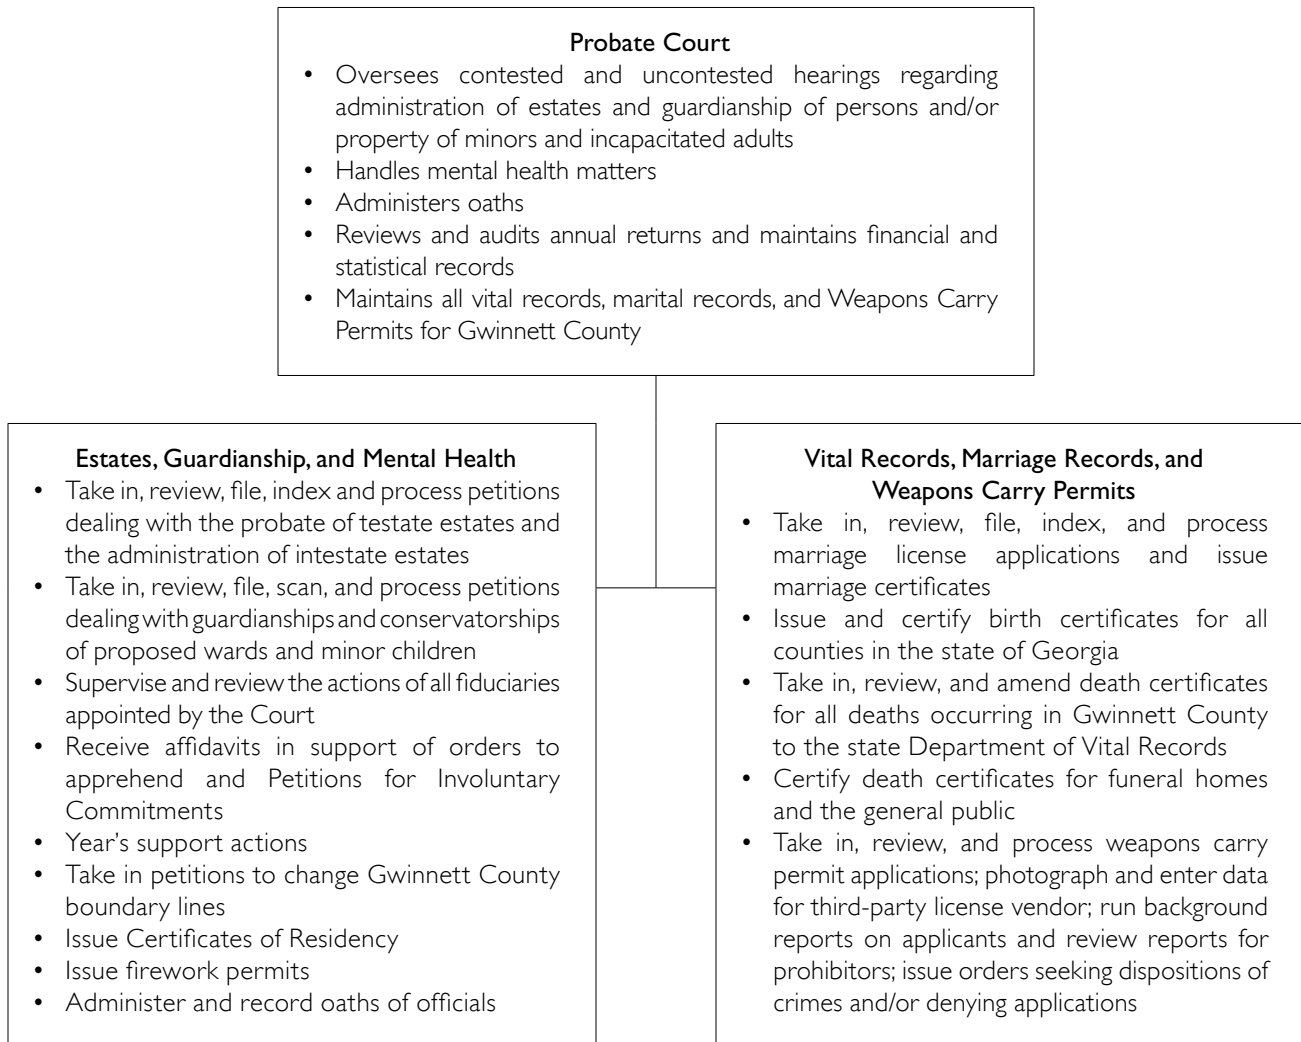 Probate Court
• Oversees contested and uncontested hearings regarding
administration of estates and guardianship of persons and/or
property of minors and incapacitated adults
• Handles mental health matters
• Administers oaths
• Reviews and audits annual returns and maintains financial and
statistical records
• Maintains all vital records, marital records, and Weapons Carry
Permits for Gwinnett County
Estates, Guardianship, and Mental Health
• Take in, review, file, index and process petitions
dealing with the probate of testate estates and
the administration of intestate estates
• Take in, review, file, scan, and process petitions
dealing with guardianships and conservatorships
of proposed wards and minor children
• Supervise and review the actions of all fiduciaries
appointed by the Court
• Receive affidavits in support of orders to
apprehend and Petitions for Involuntary
Commitments
• Year's support actions
• Take in petitions to change Gwinnett County
boundary lines
• Issue Certificates of Residency
• Issue firework permits
• Administer and record oaths of officials
Vital Records, Marriage Records, and
Weapons Carry Permits
• Take in, review, file, index, and process
marriage license applications and issue
marriage certificates
• Issue and certify birth certificates for all
counties in the state of Georgia
• Take in, review, and amend death certificates
for all deaths occurring in Gwinnett County
to the state Department of Vital Records
• Certify death certificates for funeral homes
and the general public
• Take in, review, and process weapons carry
permit applications; photograph and enter data
for third-party license vendor; run background
reports on applicants and review reports for
prohibitors; issue orders seeking dispositions of
crimes and/or denying applications